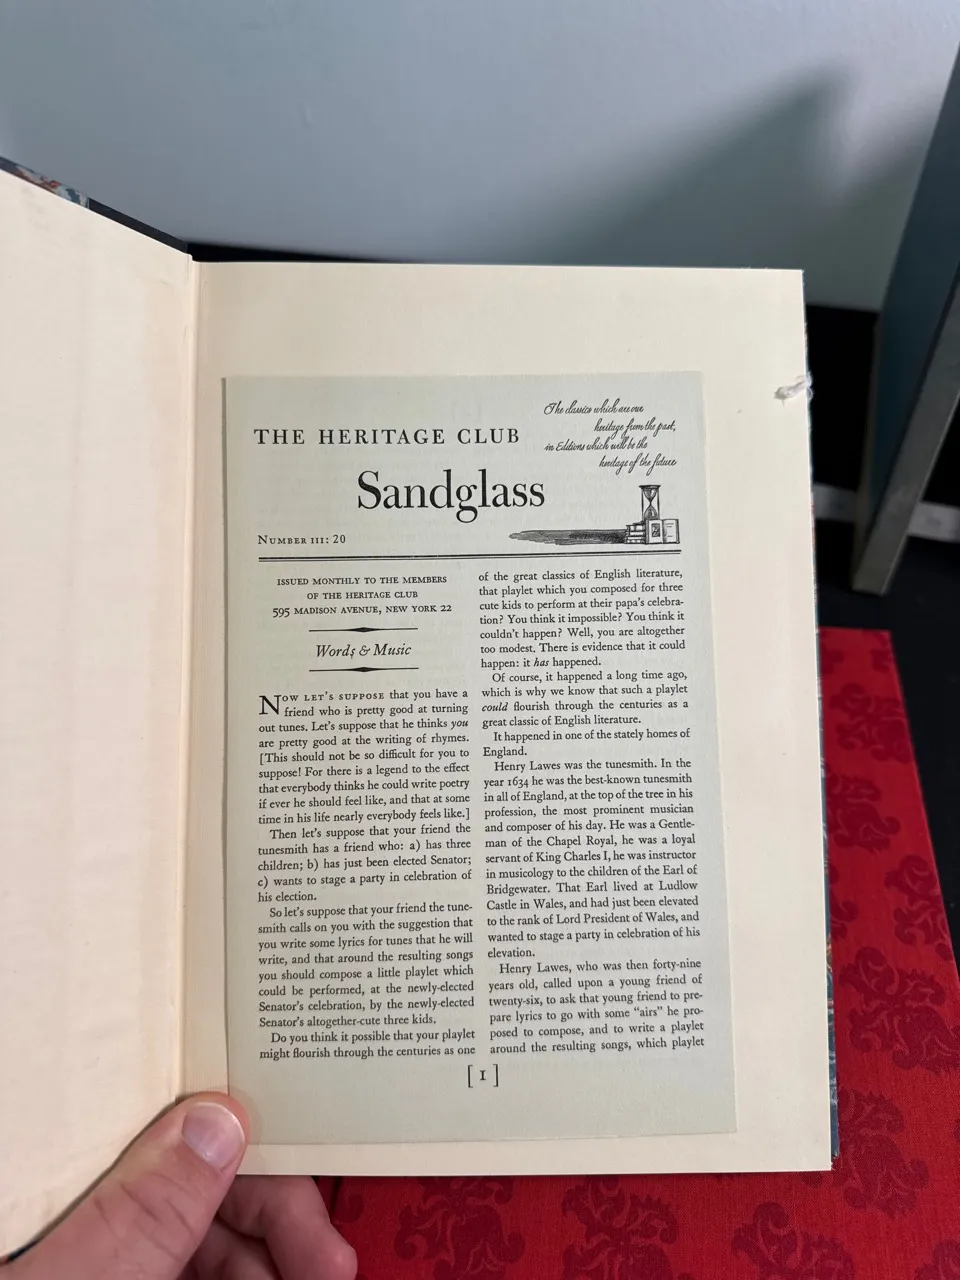 THE HERITAGE CLUB
The classics which are our
heritage from the past,
in Editions which will be the
heritage of the future
Sandglass
NUMBER III: 20
ISSUED MONTHLY TO THE MEMBERS
OF THE HERITAGE CLUB
595 MADISON AVENUE, NEW YORK 22
Words & Music
NOW LET'S SUPPOSE that you have a
friend who is pretty good at turning
out tunes. Let's suppose that he thinks you
are pretty good at the writing of rhymes.
[This should not be so difficult for you to
suppose! For there is a legend to the effect
that everybody thinks he could write poetry
if ever he should feel like, and that at some
time in his life nearly everybody feels like.]
Then let's suppose that your friend the
tunesmith has a friend who: a) has three
children; b) has just been elected Senator;
c) wants to stage a party in celebration of
his election.
So let's suppose that your friend the tune-
smith calls on you with the suggestion that
you write some lyrics for tunes that he will
write, and that around the resulting songs
you should compose a little playlet which
could be performed, at the newly-elected
Senator's celebration, by the newly-elected
Senator's altogether-cute three kids.
Do you think it possible that your playlet
might flourish through the centuries as one
of the great classics of English literature,
that playlet which you composed for three
cute kids to perform at their papa's celebra-
tion? You think it impossible? You think it
couldn't happen? Well, you are altogether
too modest. There is evidence that it could
happen: it has happened.
Of course, it happened a long time ago,
which is why we know that such a playlet
could flourish through the centuries as a
great classic of English literature.
It happened in one of the stately homes of
England.
Henry Lawes was the tunesmith. In the
year 1634 he was the best-known tunesmith
in all of England, at the top of the tree in his
profession, the most prominent musician
and composer of his day. He was a Gentle-
man of the Chapel Royal, he was a loyal
servant of King Charles I, he was instructor
in musicology to the children of the Earl of
Bridgewater. That Earl lived at Ludlow
Castle in Wales, and had just been elevated
to the rank of Lord President of Wales, and
wanted to stage a party in celebration of his
elevation.
Henry Lawes, who was then forty-nine
years old, called upon a young friend of
twenty-six, to ask that young friend to pre-
pare lyrics to go with some "airs" he pro-
posed to compose, and to write a playlet
around the resulting songs, which playlet
[ 1 ]